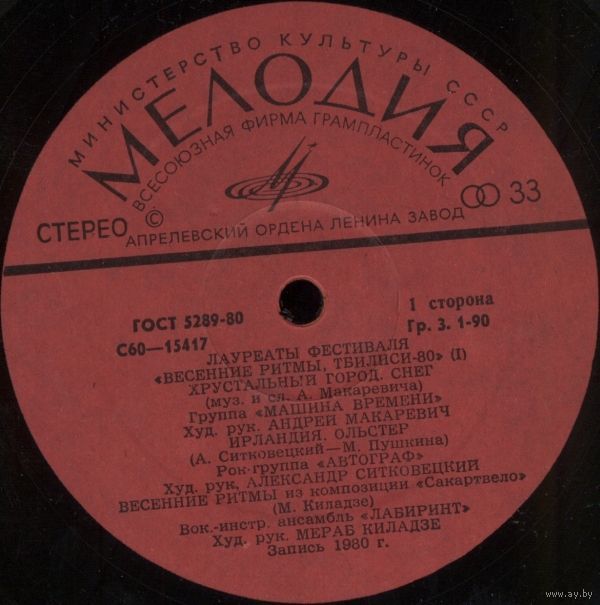 МИНИСТЕРСТВО КУЛЬТУРЫ СССР
МЕЛОДИЯ
ВСЕСОЮЗНАЯ ФИРМА ГРАМПЛАСТИНОК
СТЕРЕО © 33
АПРЕЛЕВСКИЙ ОРДЕНА ЛЕНИНА ЗАВОД
ГОСТ 5289-80 1 сторона
С60—15417 Гр. 3. 1-90
ЛАУРЕАТЫ ФЕСТИВАЛЯ
«ВЕСЕННИЕ РИТМЫ, ТБИЛИСИ-80» (I)
ХРУСТАЛЬНЫЙ ГОРОД. СНЕГ
(муз. и сл. А. Макаревича)
Группа «МАШИНА ВРЕМЕНИ»
Худ. рук. АНДРЕЙ МАКАРЕВИЧ
ИРЛАНДИЯ. ОЛЬСТЕР
(А. Ситковецкий—М. Пушкина)
Рок-группа «АВТОГРАФ»
Худ. рук. АЛЕКСАНДР СИТКОВЕЦКИЙ
ВЕСЕННИЕ РИТМЫ из композиции «Сакартвело»
(М. Киладзе)
Вок.-инстр. ансамбль «ЛАБИРИНТ»
Худ. рук. МЕРАБ КИЛАДЗЕ
Запись 1980 г.
www.ay.by